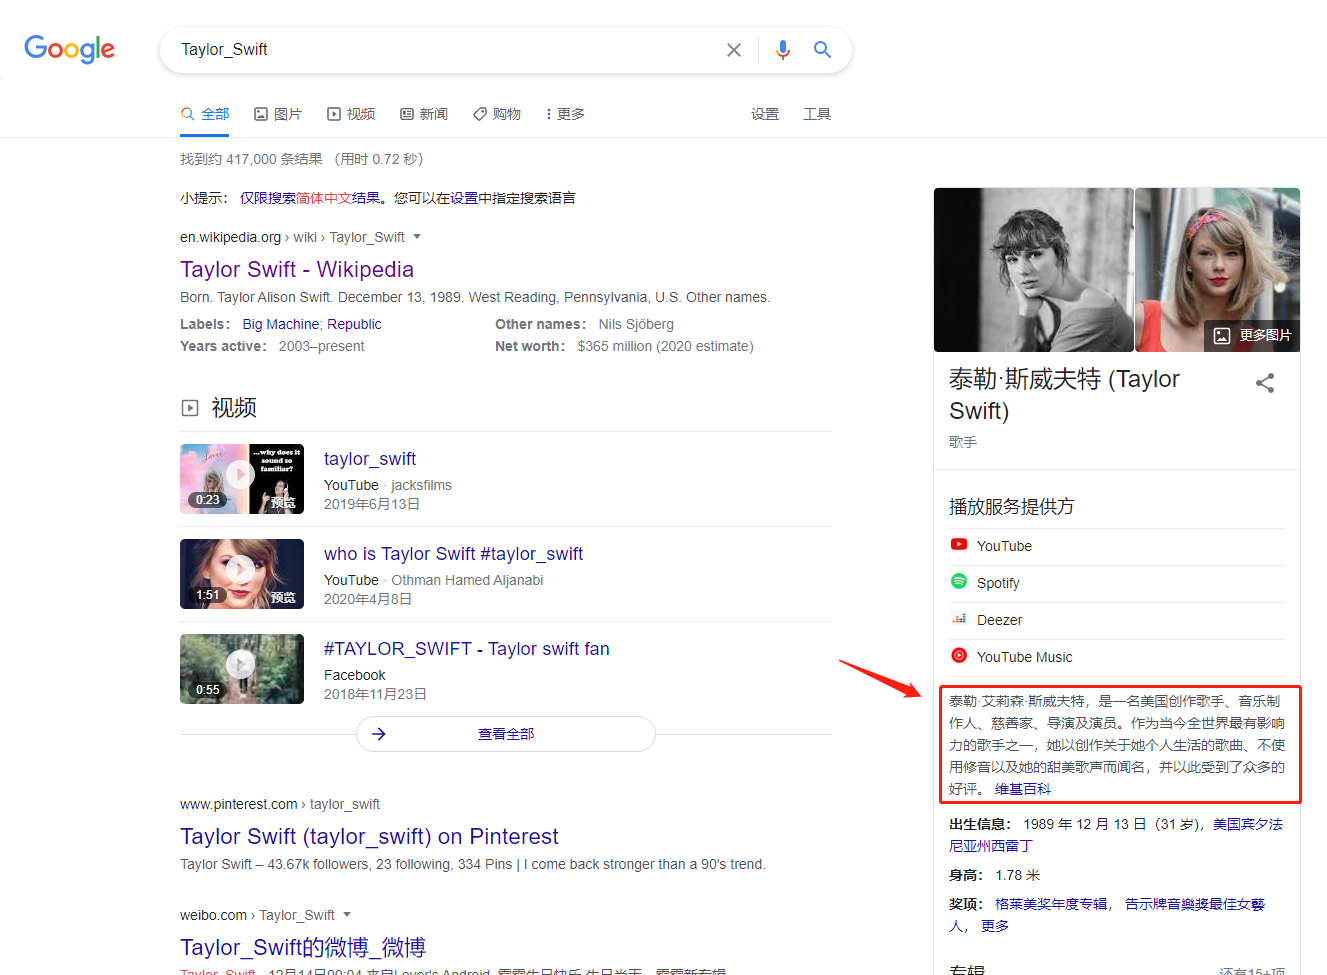 Google
Taylor_Swift
全部 图片 视频 新闻 购物 更多 设置 工具
找到约 417,000 条结果 （用时 0.72 秒）
小提示： 仅限搜索简体中文结果。您可以在设置中指定搜索语言
en.wikipedia.org › wiki › Taylor_Swift
Taylor Swift - Wikipedia
Born. Taylor Alison Swift. December 13, 1989. West Reading, Pennsylvania, U.S. Other names.
Labels： Big Machine; Republic Other names： Nils Sjöberg
Years active： 2003–present Net worth： $365 million (2020 estimate)
视频
...why does it
sound so
familiar?
0:23 预览
taylor_swift
YouTube · jacksfilms
2019年6月13日
1:51 预览
who is Taylor Swift #taylor_swift
YouTube · Othman Hamed Aljanabi
2020年4月8日
0:55
#TAYLOR_SWIFT - Taylor swift fan
Facebook
2018年11月23日
查看全部
www.pinterest.com › taylor_swift
Taylor Swift (taylor_swift) on Pinterest
Taylor Swift – 43.67k followers, 23 following, 334 Pins | I come back stronger than a 90's trend.
weibo.com › Taylor_Swift
Taylor_Swift的微博_微博
更多图片
泰勒·斯威夫特 (Taylor
Swift)
歌手
播放服务提供方
YouTube
Spotify
Deezer
YouTube Music
泰勒·艾莉森·斯威夫特，是一名美国创作歌手、音乐制
作人、慈善家、导演及演员。作为当今全世界最有影响
力的歌手之一，她以创作关于她个人生活的歌曲、不使
用修音以及她的甜美歌声而闻名，并以此受到了众多的
好评。 维基百科
出生信息： 1989 年 12 月 13 日（31 岁)，美国宾夕法
尼亚州西雷丁
身高： 1.78 米
奖项： 格莱美奖年度专辑， 告示牌音樂獎最佳女藝
人， 更多
专辑 还有15+项